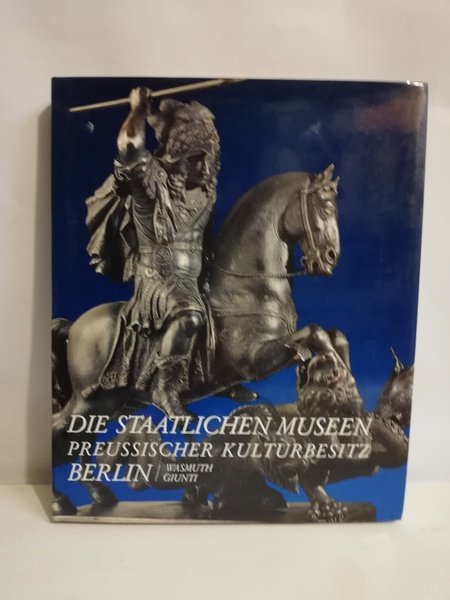 DIE STAATLICHEN MUSEEN
PREUSSISCHER KULTURBESITZ
BERLIN / WASMUTH
GIUNTI